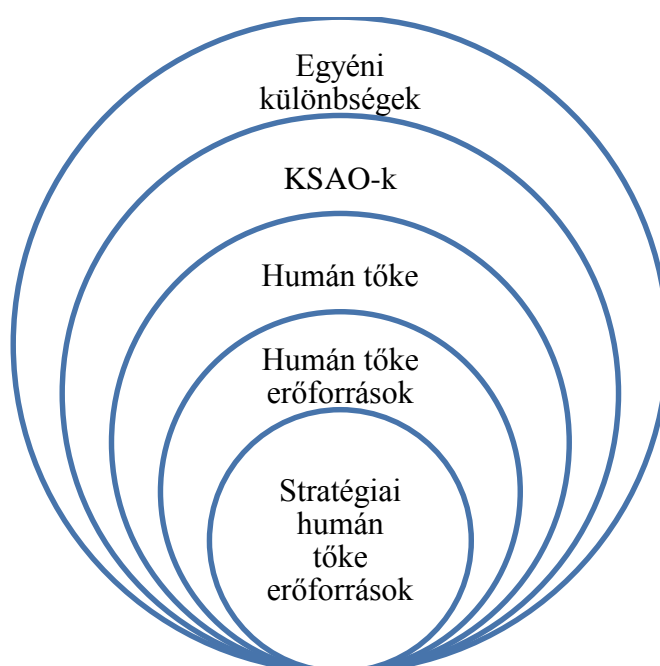 Egyéni
különbségek
KSAO-k
Humán tőke
Humán tőke
erőforrások
Stratégiai
humán
tőke
erőforrások